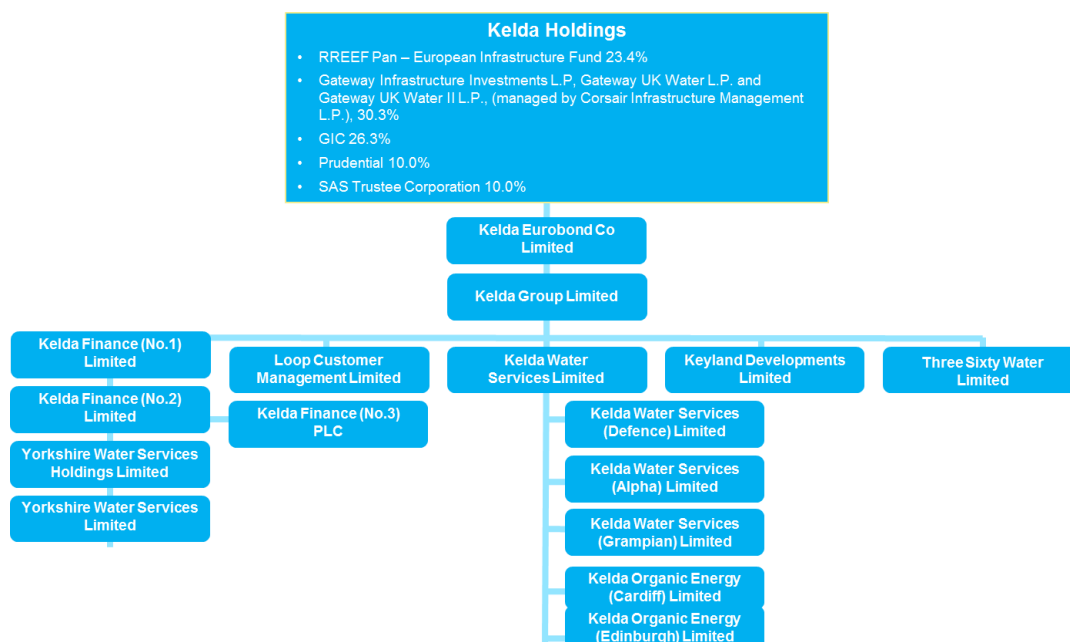 Kelda Holdings
• RREEF Pan – European Infrastructure Fund 23.4%
• Gateway Infrastructure Investments L.P, Gateway UK Water L.P. and
Gateway UK Water II L.P., (managed by Corsair Infrastructure Management
L.P.), 30.3%
• GIC 26.3%
• Prudential 10.0%
• SAS Trustee Corporation 10.0%
Kelda Eurobond Co
Limited
Kelda Group Limited
Kelda Finance (No.1)
Limited
Loop Customer
Management Limited
Kelda Water
Services Limited
Keyland Developments
Limited
Three Sixty Water
Limited
Kelda Finance (No.2)
Limited
Kelda Finance (No.3)
PLC
Yorkshire Water Services
Holdings Limited
Yorkshire Water Services
Limited
Kelda Water Services
(Defence) Limited
Kelda Water Services
(Alpha) Limited
Kelda Water Services
(Grampian) Limited
Kelda Organic Energy
(Cardiff) Limited
Kelda Organic Energy
(Edinburgh) Limited